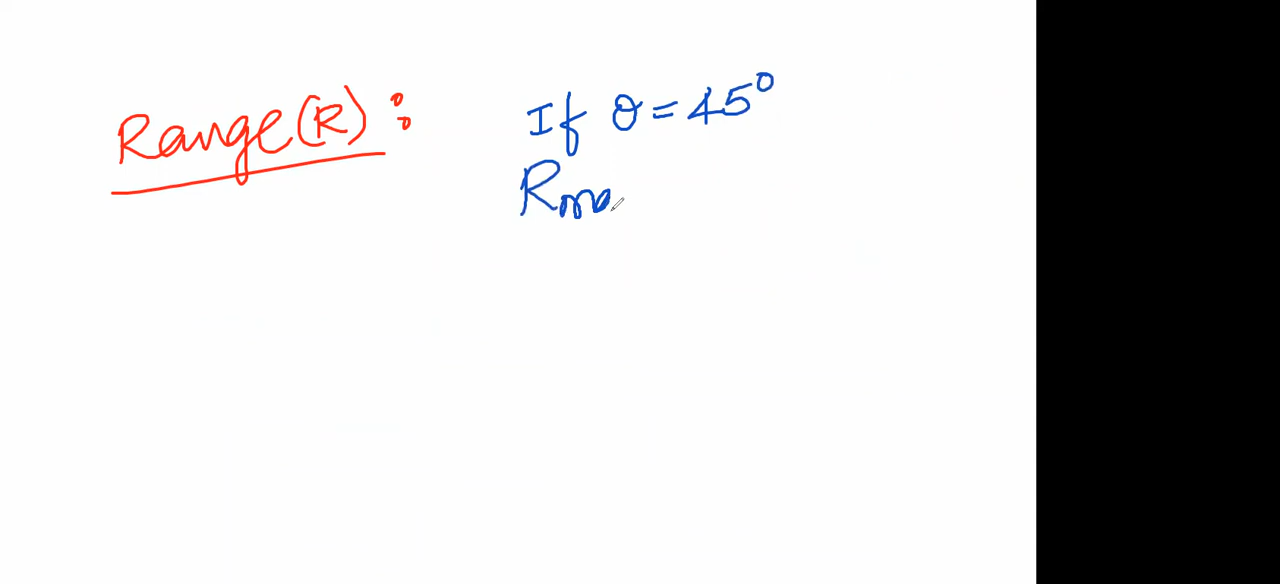 Range(R) :
If θ = 45°
Rma